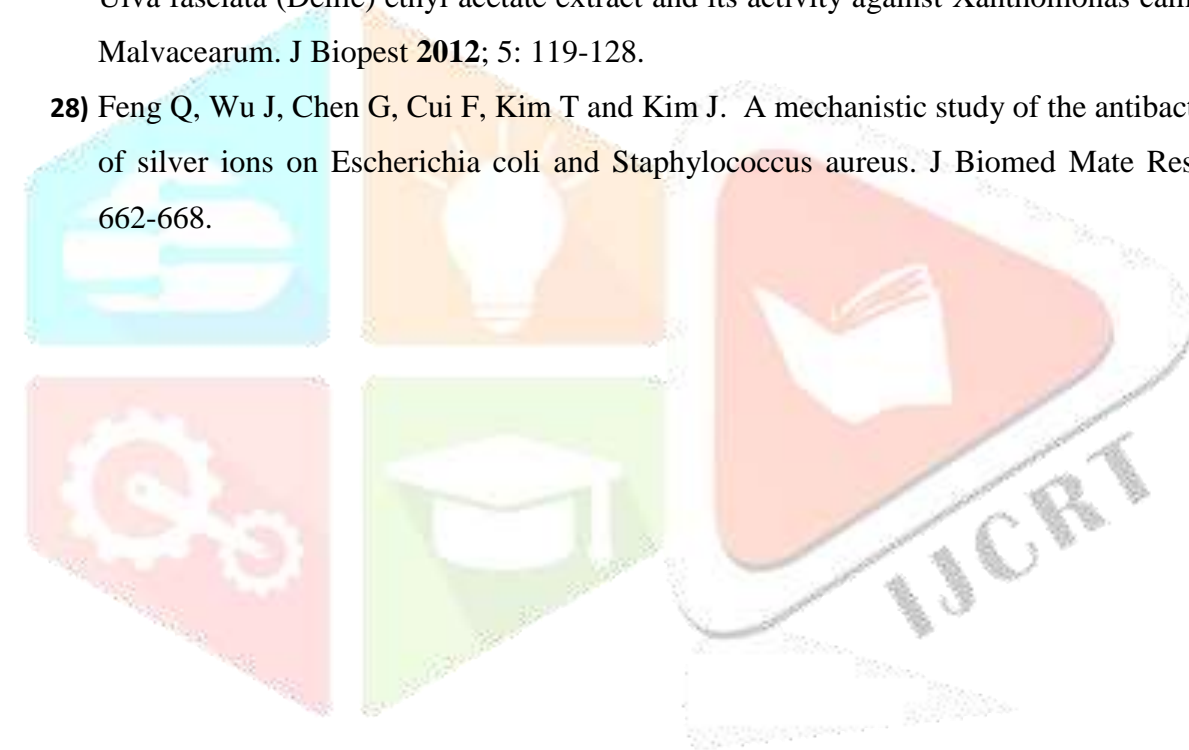 Ulva fasciata (Delile) ethyl acetate extract and its activity against Xanthomonas
Malvacearum. J Biopest 2012; 5: 119-128.
28) Feng Q, Wu J, Chen G, Cui F, Kim T and Kim J. A mechanistic study of the
of silver ions on Escherichia coli and Staphylococcus aureus. J Biomed Mate Res
662-668.
IJCRT